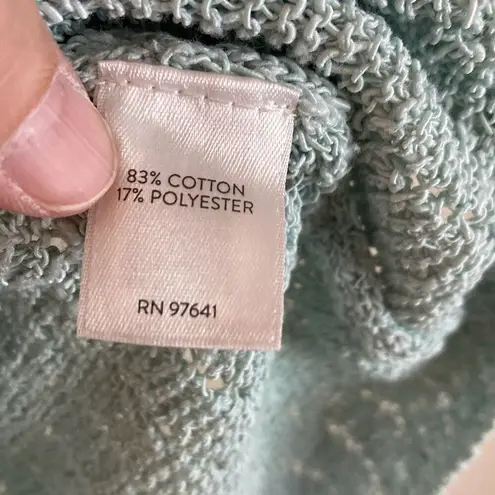 83% COTTON
17% POLYESTER
RN 97641